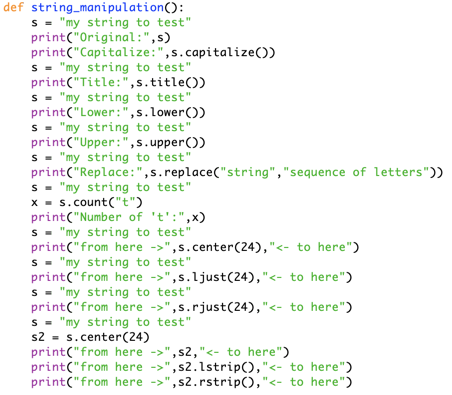 def string_manipulation():
    s = "my string to test"
    print("Original:",s)
    print("Capitalize:",s.capitalize())
    s = "my string to test"
    print("Title:",s.title())
    s = "my string to test"
    print("Lower:",s.lower())
    s = "my string to test"
    print("Upper:",s.upper())
    s = "my string to test"
    print("Replace:",s.replace("string","sequence of letters"))
    s = "my string to test"
    x = s.count("t")
    print("Number of 't':",x)
    s = "my string to test"
    print("from here ->",s.center(24),"<- to here")
    s = "my string to test"
    print("from here ->",s.ljust(24),"<- to here")
    s = "my string to test"
    print("from here ->",s.rjust(24),"<- to here")
    s = "my string to test"
    s2 = s.center(24)
    print("from here ->",s2,"<- to here")
    print("from here ->",s2.lstrip(),"<- to here")
    print("from here ->",s2.rstrip(),"<- to here")